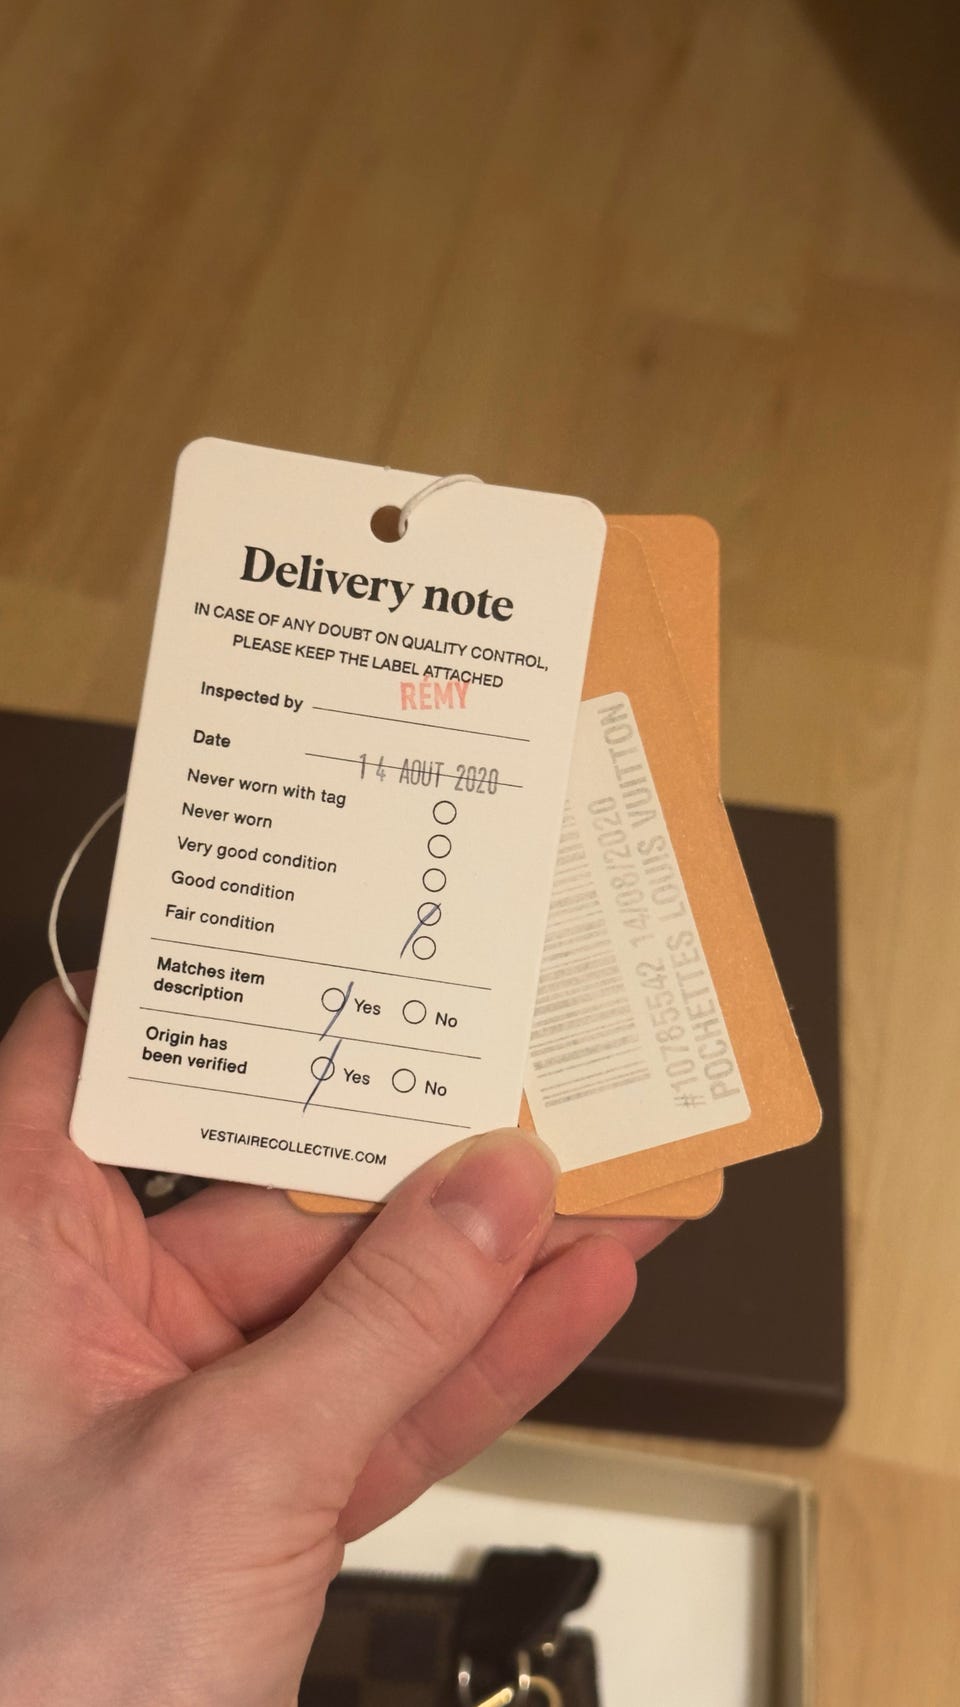 Delivery note
IN CASE OF ANY DOUBT ON QUALITY CONTROL,
PLEASE KEEP THE LABEL ATTACHED
Inspected by RÉMY
Date 14 AOUT 2020
Never worn with tag
Never worn
Very good condition
Good condition
Fair condition
Matches item
description
Yes No
Origin has
been verified
Yes No
VESTIAIRECOLLECTIVE.COM
#10785542 14/08/2020
POCHETTES LOUIS VUITTON